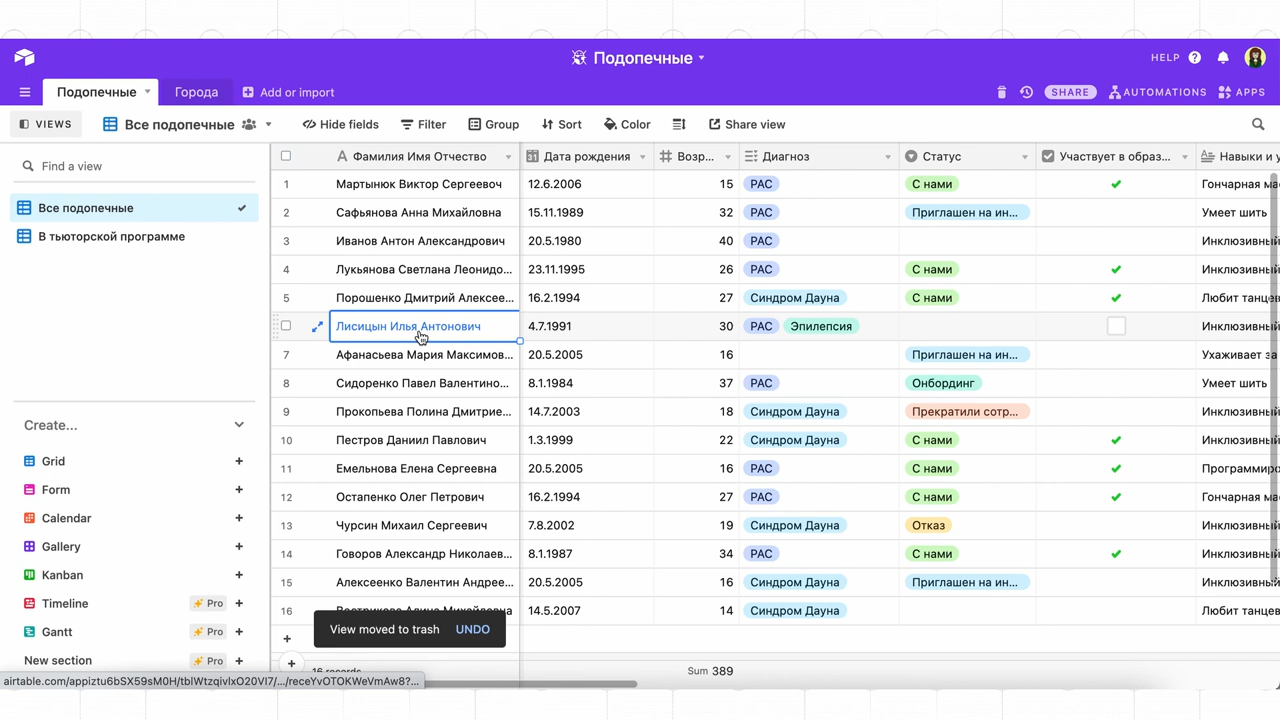 Подопечные
HELP
Подопечные
Города
Add or import
SHARE
AUTOMATIONS
APPS
VIEWS
Все подопечные
Hide fields
Filter
Group
Sort
Color
Share view
Find a view
Все подопечные
В тьюторской программе
Create...
Grid
Form
Calendar
Gallery
Kanban
Timeline Pro
Gantt Pro
New section Pro
Фамилия Имя Отчество Дата рождения Возр... Диагноз Статус Участвует в образ... Навыки и у
1 Мартынюк Виктор Сергеевоч 12.6.2006 15 РАС С нами Гончарная ма
2 Сафьянова Анна Михайловна 15.11.1989 32 РАС Приглашен на ин... Умеет шить
3 Иванов Антон Александрович 20.5.1980 40 РАС Инклюзивный
4 Лукьянова Светлана Леонидо... 23.11.1995 26 РАС С нами Инклюзивный
5 Порошенко Дмитрий Алексее... 16.2.1994 27 Синдром Дауна С нами Любит танцев
Лисицын Илья Антонович 4.7.1991 30 РАС Эпилепсия Инклюзивный
7 Афанасьева Мария Максимов... 20.5.2005 16 Приглашен на ин... Ухаживает за
8 Сидоренко Павел Валентино... 8.1.1984 37 РАС Онбординг Умеет шить
9 Прокопьева Полина Дмитрие... 14.7.2003 18 Синдром Дауна Прекратили сотр... Инклюзивный
10 Пестров Даниил Павлович 1.3.1999 22 Синдром Дауна С нами Инклюзивный
11 Емельнова Елена Сергеевна 20.5.2005 16 РАС С нами Программиро
12 Остапенко Олег Петрович 16.2.1994 27 РАС С нами Гончарная ма
13 Чурсин Михаил Сергеевич 7.8.2002 19 Синдром Дауна Отказ Инклюзивный
14 Говоров Александр Николаев... 8.1.1987 34 РАС С нами Инклюзивный
15 Алексеенко Валентин Андрее... 20.5.2005 16 Синдром Дауна Приглашен на ин... Инклюзивный
16 14.5.2007 14 Синдром Дауна Любит танцев
View moved to trash UNDO
16 records
Sum 389
airtable.com/appiztu6bSX59sM0H/tblWtzqivlxO20VI7/.../receYvOTOKWeVmAw8?...